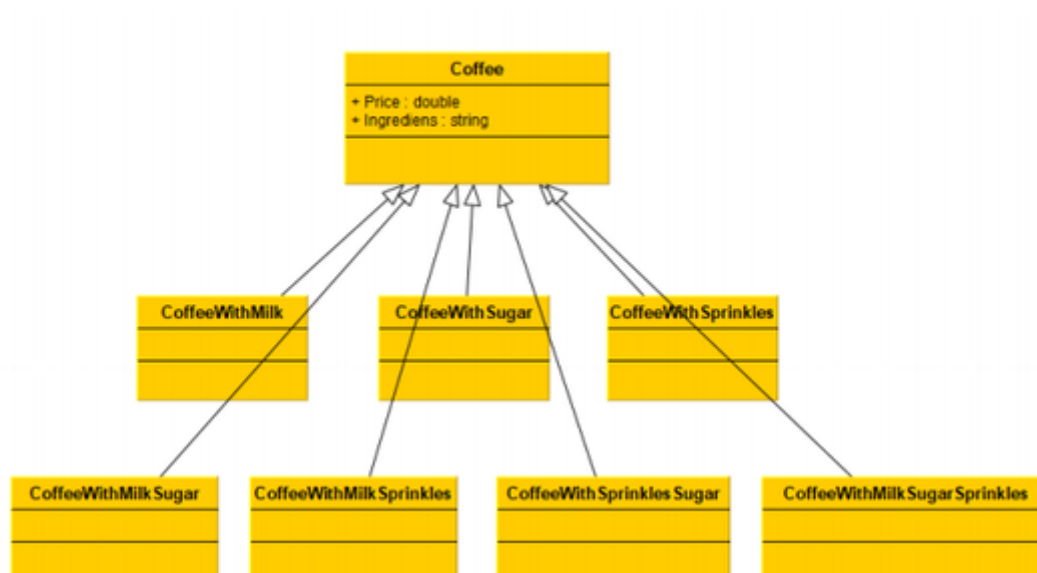 Coffee
+ Price : double
+ Ingrediens : string
CoffeeWithMilk
CoffeeWithSugar
CoffeeWithSprinkles
CoffeeWithMilkSugar
CoffeeWithMilkSprinkles
CoffeeWithSprinklesSugar
CoffeeWithMilkSugarSprinkles